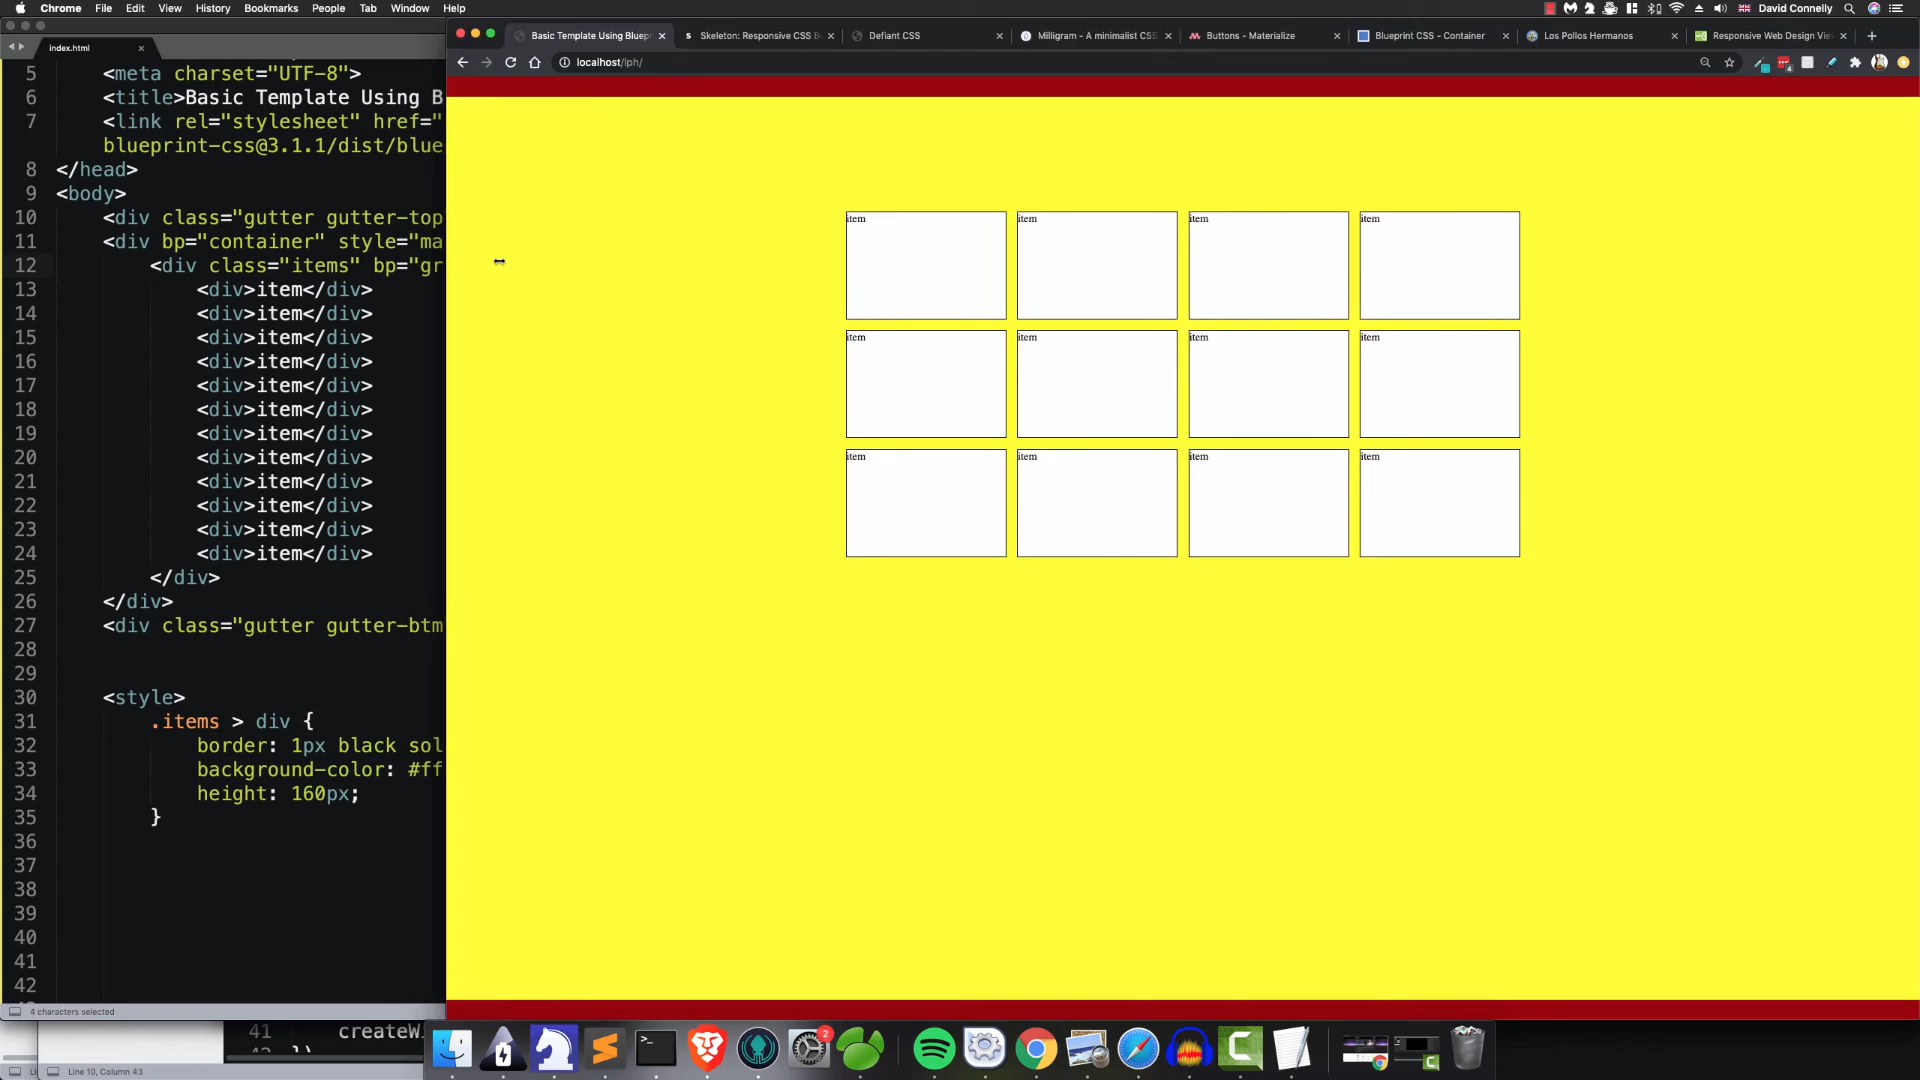 Chrome File Edit View History Bookmarks People Tab Window Help
David Connelly
index.html
5 <meta charset="UTF-8">
6 <title>Basic Template Using B
7 <link rel="stylesheet" href="
blueprint-css@3.1.1/dist/blue
8 </head>
9 <body>
10 <div class="gutter gutter-top
11 <div bp="container" style="ma
12 <div class="items" bp="gr
13 <div>item</div>
14 <div>item</div>
15 <div>item</div>
16 <div>item</div>
17 <div>item</div>
18 <div>item</div>
19 <div>item</div>
20 <div>item</div>
21 <div>item</div>
22 <div>item</div>
23 <div>item</div>
24 <div>item</div>
25 </div>
26 </div>
27 <div class="gutter gutter-btm
28
29
30 <style>
31 .items > div {
32 border: 1px black sol
33 background-color: #ff
34 height: 160px;
35 }
36
37
38
39
40
41
42
4 characters selected
41 createWi
Line 10, Column 43
Basic Template Using Bluepr
Skeleton: Responsive CSS B
Defiant CSS
Milligram - A minimalist CSS
Buttons - Materialize
Blueprint CSS - Container
Los Pollos Hermanos
Responsive Web Design View
localhost/lph/
item item item item
item item item item
item item item item
2